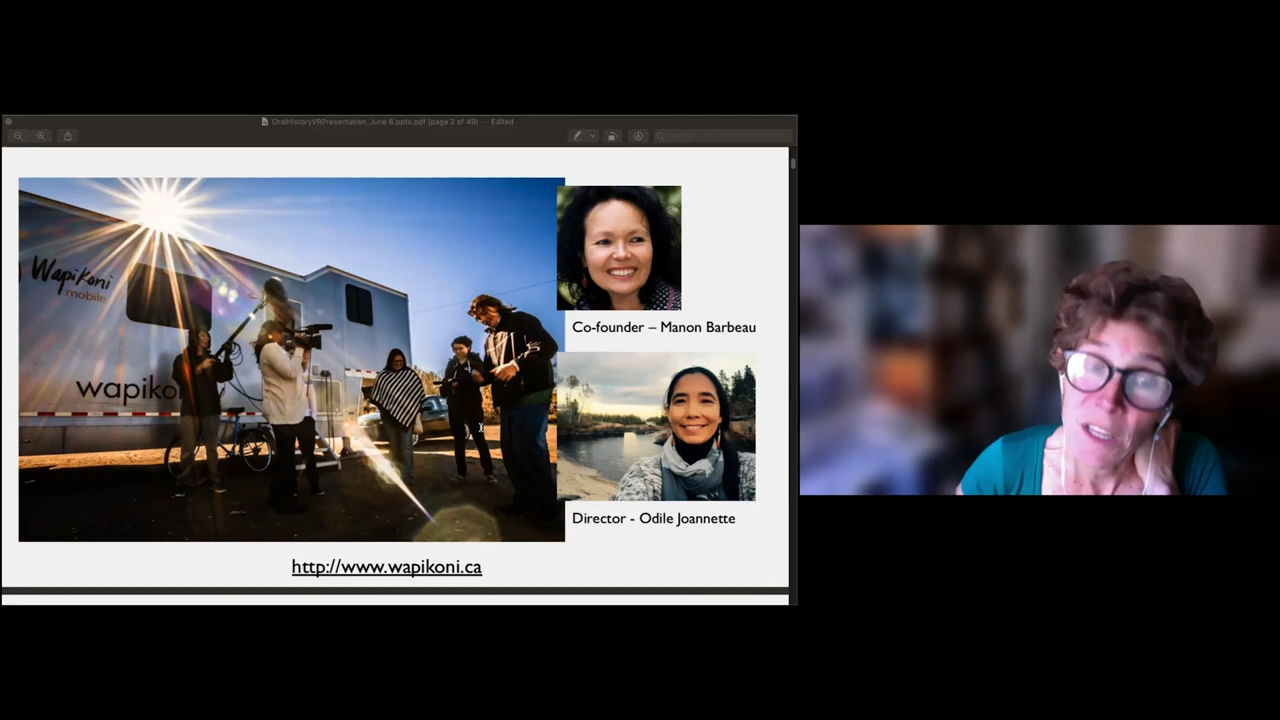 OralHistoryVRPresentation_June 6.pptx.pdf (page 2 of 49) — Edited
Wapikoni
mobile
wapiko
Co-founder – Manon Barbeau
Director - Odile Joannette
http://www.wapikoni.ca